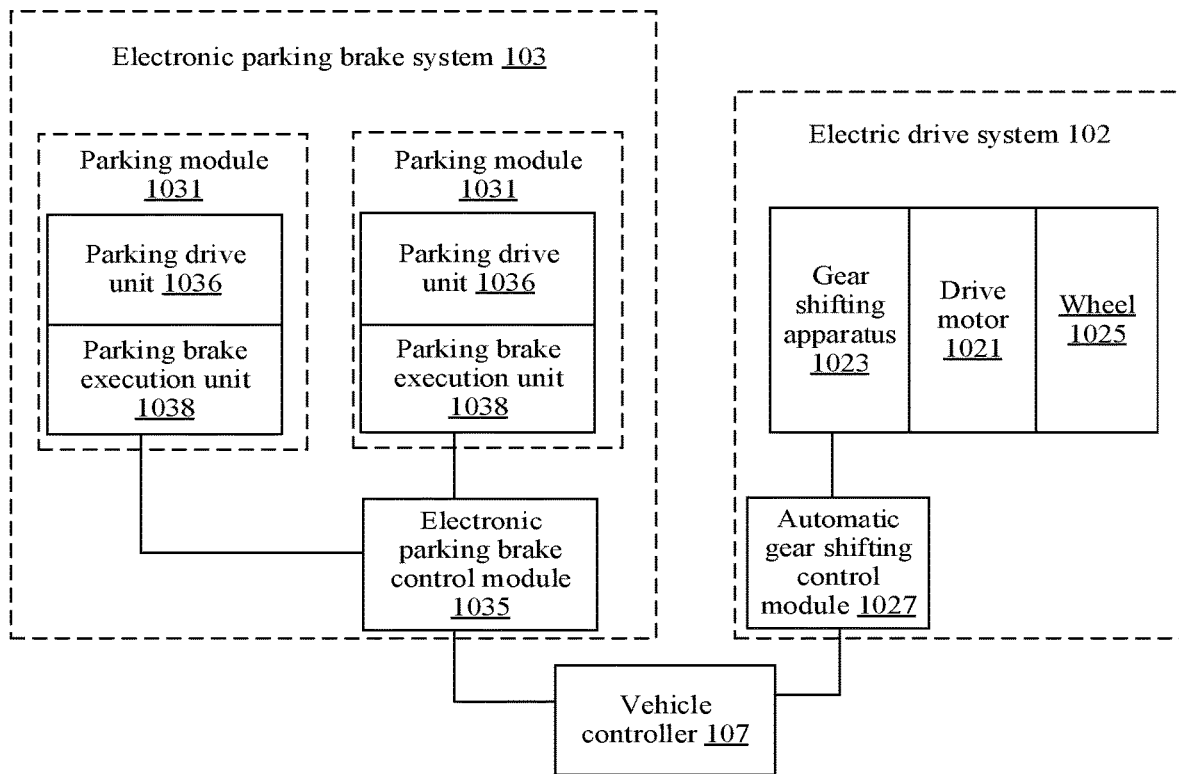 Electronic parking brake system 103
Parking module
1031
Parking drive
unit 1036
Parking brake
execution unit
1038
Parking module
1031
Parking drive
unit 1036
Parking brake
execution unit
1038
Electronic
parking brake
control module
1035
Electric drive system 102
Gear
shifting
apparatus
1023
Drive
motor
1021
Wheel
1025
Automatic
gear shifting
control
module 1027
Vehicle
controller 107